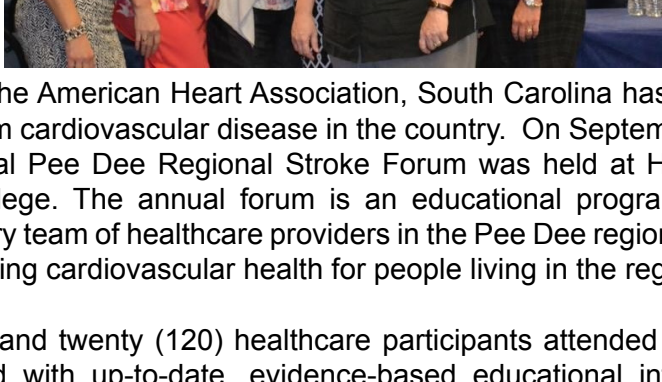 he American Heart Association, South Carolina has
m cardiovascular disease in the country.  On Septem
al Pee Dee Regional Stroke Forum was held at H
lege. The annual forum is an educational progra
ry team of healthcare providers in the Pee Dee region
ing cardiovascular health for people living in the reg
and twenty (120) healthcare participants attended
d with up-to-date, evidence-based educational in